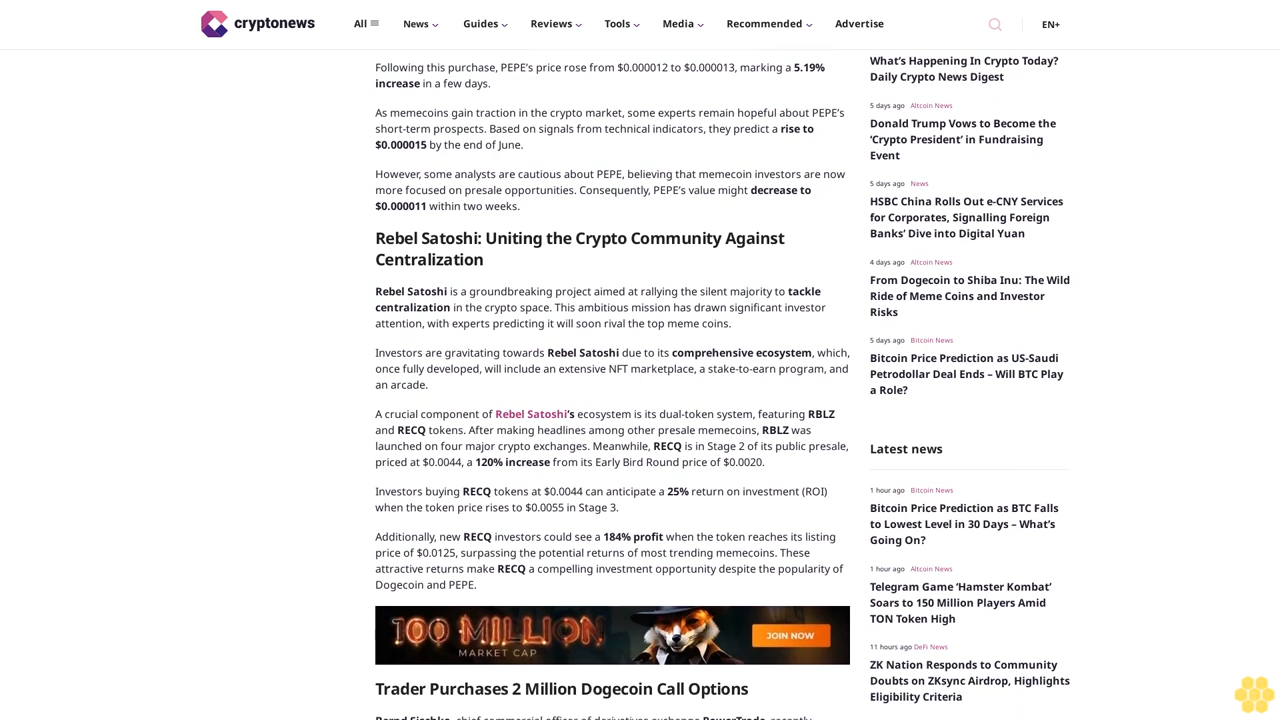 cryptonews
All
News
Guides
Reviews
Tools
Media
Recommended
Advertise
EN+
Following this purchase, PEPE’s price rose from $0.000012 to $0.000013, marking a 5.19%
increase in a few days.
As memecoins gain traction in the crypto market, some experts remain hopeful about PEPE’s
short-term prospects. Based on signals from technical indicators, they predict a rise to
$0.000015 by the end of June.
However, some analysts are cautious about PEPE, believing that memecoin investors are now
more focused on presale opportunities. Consequently, PEPE’s value might decrease to
$0.000011 within two weeks.
Rebel Satoshi: Uniting the Crypto Community Against
Centralization
Rebel Satoshi is a groundbreaking project aimed at rallying the silent majority to tackle
centralization in the crypto space. This ambitious mission has drawn significant investor
attention, with experts predicting it will soon rival the top meme coins.
Investors are gravitating towards Rebel Satoshi due to its comprehensive ecosystem, which,
once fully developed, will include an extensive NFT marketplace, a stake-to-earn program, and
an arcade.
A crucial component of Rebel Satoshi’s ecosystem is its dual-token system, featuring RBLZ
and RECQ tokens. After making headlines among other presale memecoins, RBLZ was
launched on four major crypto exchanges. Meanwhile, RECQ is in Stage 2 of its public presale,
priced at $0.0044, a 120% increase from its Early Bird Round price of $0.0020.
Investors buying RECQ tokens at $0.0044 can anticipate a 25% return on investment (ROI)
when the token price rises to $0.0055 in Stage 3.
Additionally, new RECQ investors could see a 184% profit when the token reaches its listing
price of $0.0125, surpassing the potential returns of most trending memecoins. These
attractive returns make RECQ a compelling investment opportunity despite the popularity of
Dogecoin and PEPE.
100 MILLION
MARKET CAP
JOIN NOW
Trader Purchases 2 Million Dogecoin Call Options
Bernd Sischka, chief commercial officer of derivatives exchange PowerTrade, recently
What’s Happening In Crypto Today?
Daily Crypto News Digest
5 days ago Altcoin News
Donald Trump Vows to Become the
‘Crypto President’ in Fundraising
Event
5 days ago News
HSBC China Rolls Out e-CNY Services
for Corporates, Signalling Foreign
Banks’ Dive into Digital Yuan
4 days ago Altcoin News
From Dogecoin to Shiba Inu: The Wild
Ride of Meme Coins and Investor
Risks
5 days ago Bitcoin News
Bitcoin Price Prediction as US-Saudi
Petrodollar Deal Ends – Will BTC Play
a Role?
Latest news
1 hour ago Bitcoin News
Bitcoin Price Prediction as BTC Falls
to Lowest Level in 30 Days – What’s
Going On?
1 hour ago Altcoin News
Telegram Game ‘Hamster Kombat’
Soars to 150 Million Players Amid
TON Token High
11 hours ago DeFi News
ZK Nation Responds to Community
Doubts on ZKsync Airdrop, Highlights
Eligibility Criteria